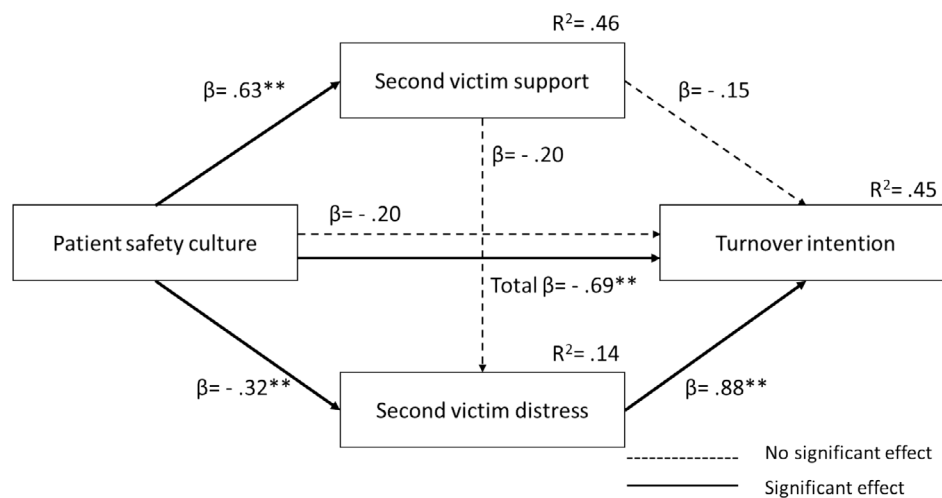 R²= .46
Second victim support
β= .63**
β= - .15
β= - .20
R²= .45
β= - .20
Patient safety culture
Turnover intention
Total β= - .69**
R²= .14
β= - .32**
Second victim distress
β= .88**
No significant effect
Significant effect